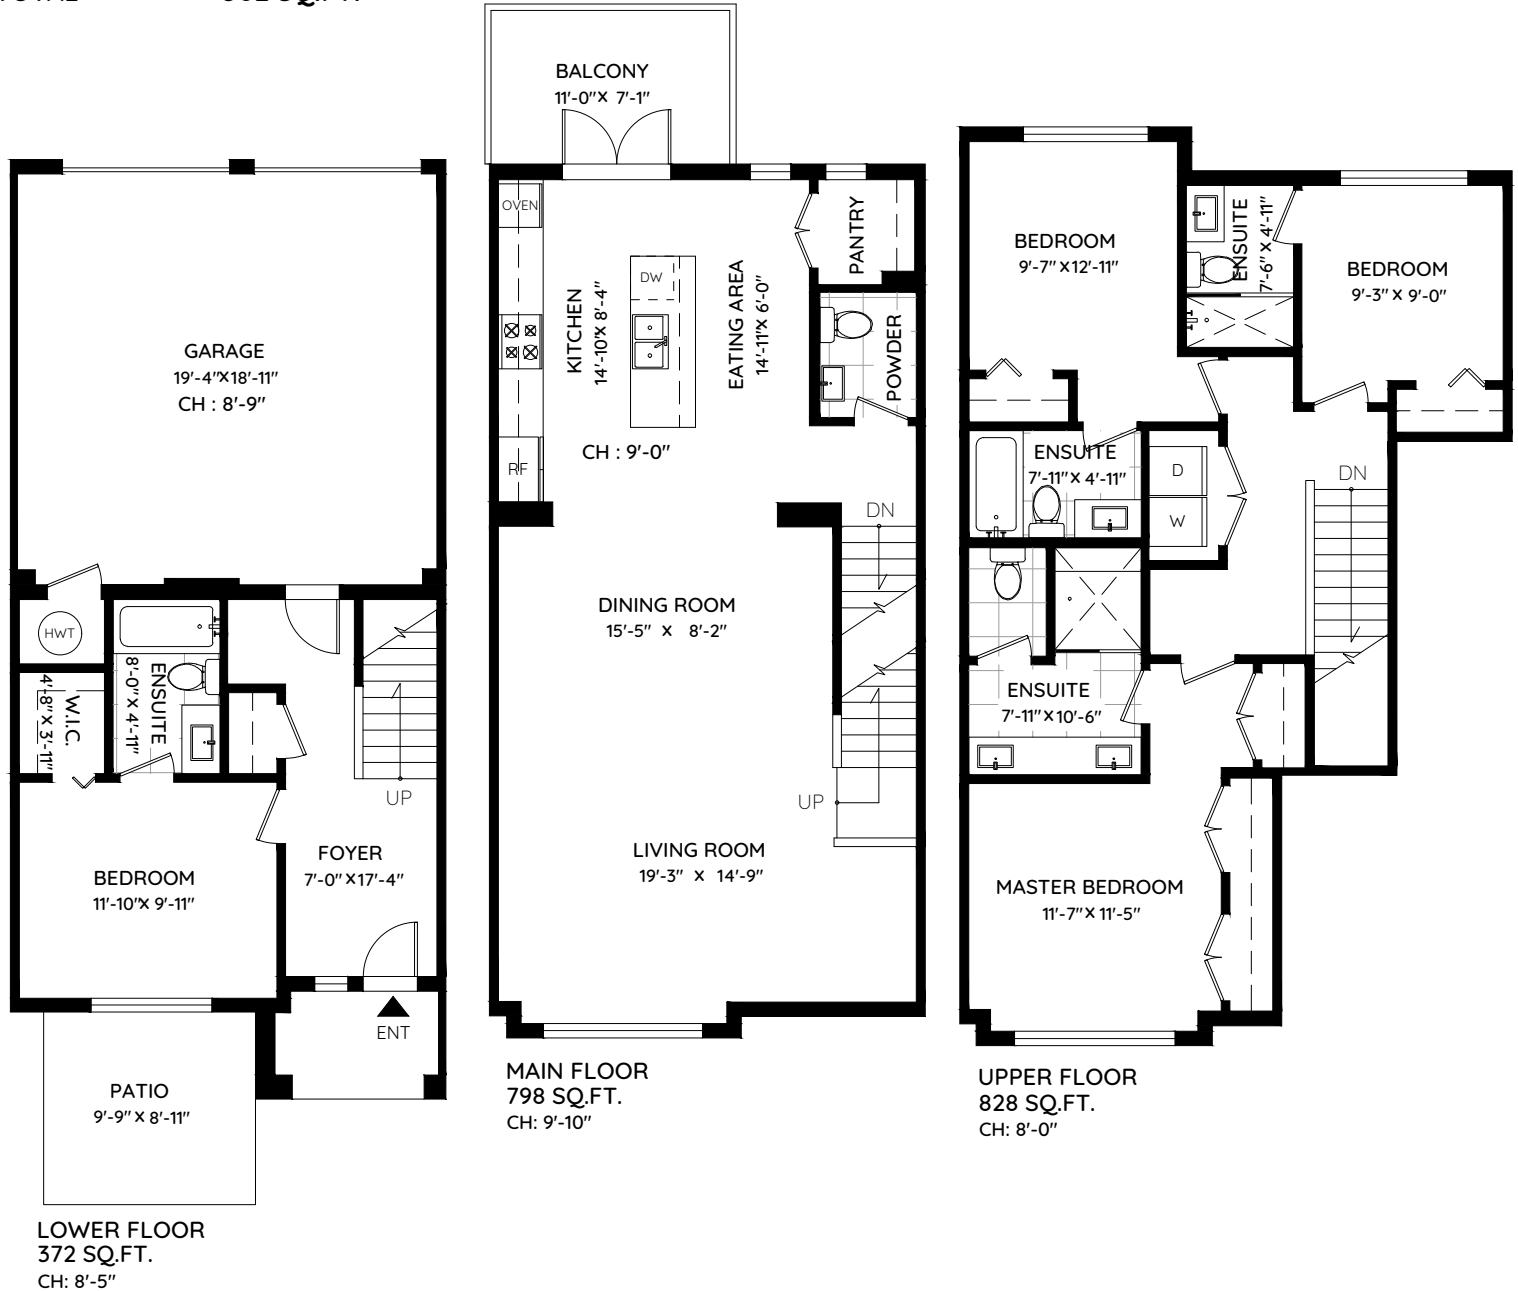 BALCONY
11'-0" X 7'-1"
GARAGE
19'-4" X 18'-11"
CH : 8'-9"
HWT
W.I.C.
4'-8" X 3'-11"
ENSUITE
8'-0" X 4'-11"
UP
FOYER
7'-0" X 17'-4"
BEDROOM
11'-10" X 9'-11"
ENT
PATIO
9'-9" X 8'-11"
LOWER FLOOR
372 SQ.FT.
CH: 8'-5"
OVEN
PANTRY
DW
KITCHEN
14'-10" X 8'-4"
EATING AREA
14'-11" X 6'-0"
POWDER
CH : 9'-0"
RF
DN
DINING ROOM
15'-5" X 8'-2"
UP
LIVING ROOM
19'-3" X 14'-9"
MAIN FLOOR
798 SQ.FT.
CH: 9'-10"
BEDROOM
9'-7" X 12'-11"
ENSUITE
7'-6" X 4'-11"
BEDROOM
9'-3" X 9'-0"
ENSUITE
7'-11" X 4'-11"
D
W
DN
ENSUITE
7'-11" X 10'-6"
MASTER BEDROOM
11'-7" X 11'-5"
UPPER FLOOR
828 SQ.FT.
CH: 8'-0"